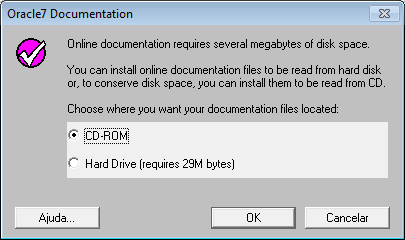 Oracle7 Documentation
Online documentation requires several megabytes of disk space.
You can install online documentation files to be read from hard disk
or, to conserve disk space, you can install them to be read from CD.
Choose where you want your documentation files located:
CD-ROM
Hard Drive (requires 29M bytes)
Ajuda...
OK
Cancelar